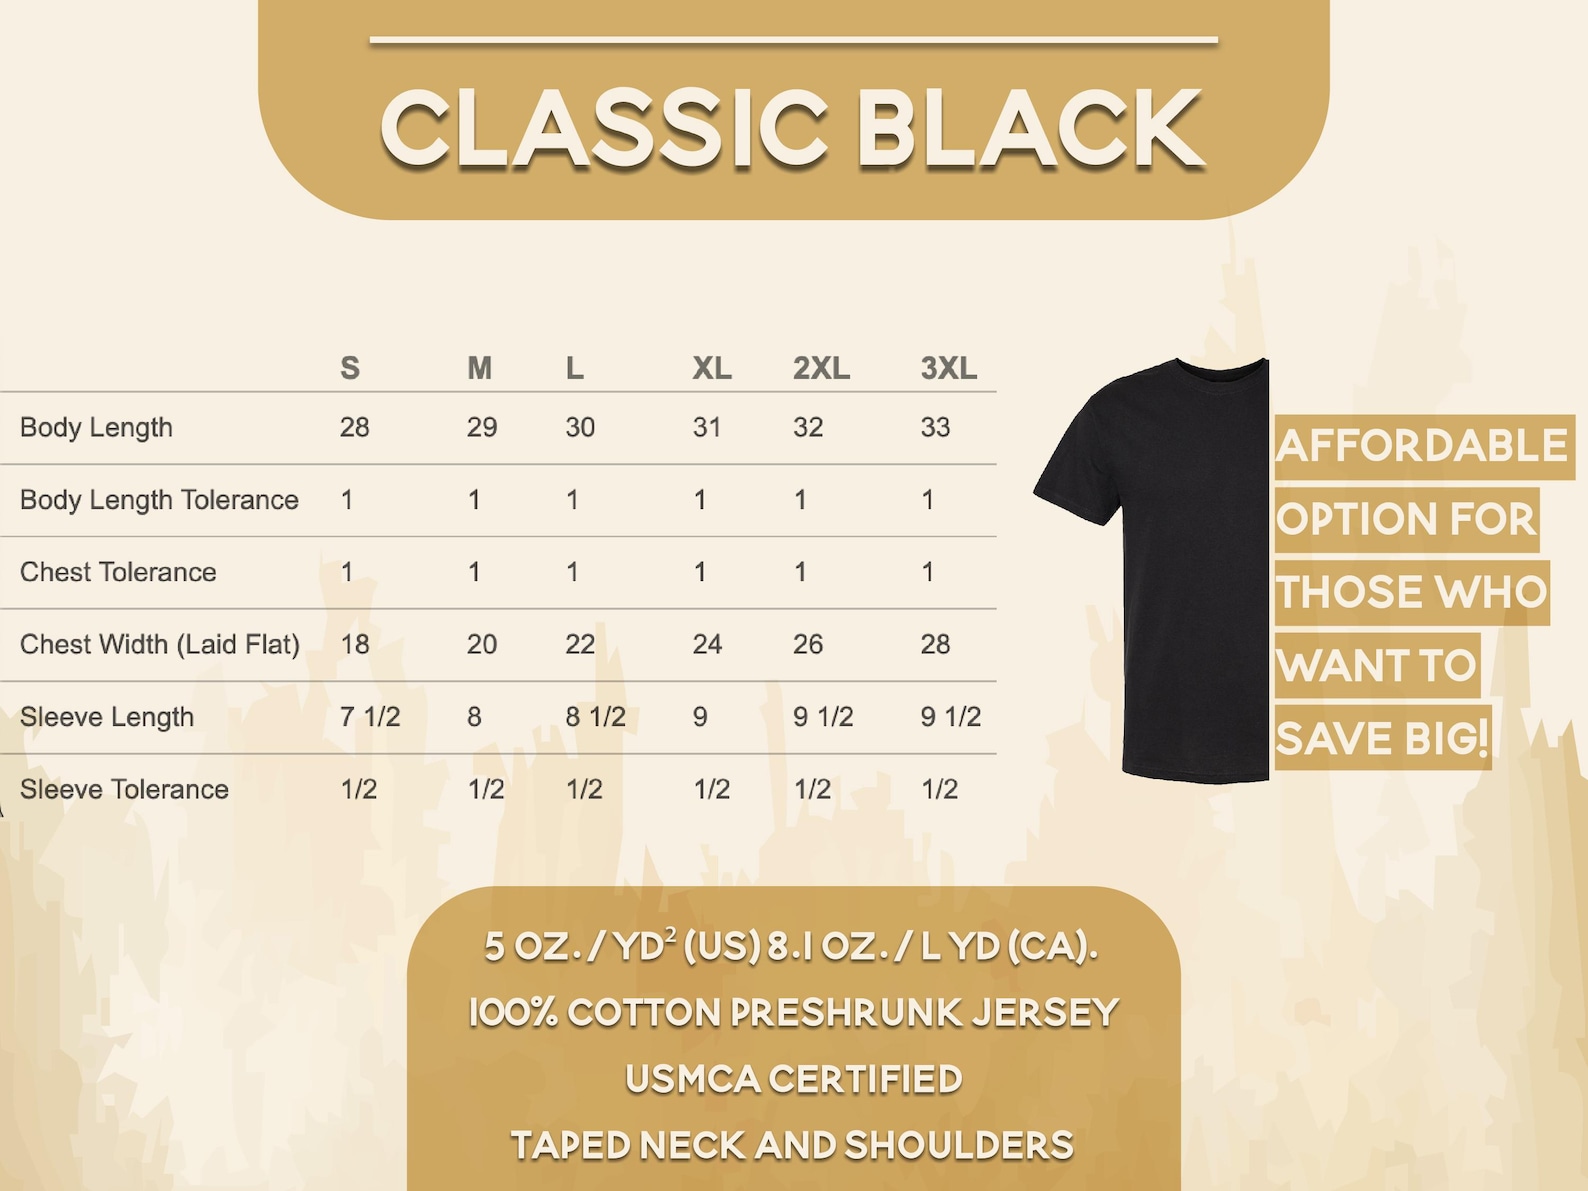 CLASSIC BLACK
S M L XL 2XL 3XL
Body Length 28 29 30 31 32 33
Body Length Tolerance 1 1 1 1 1 1
Chest Tolerance 1 1 1 1 1 1
Chest Width (Laid Flat) 18 20 22 24 26 28
Sleeve Length 7 1/2 8 8 1/2 9 9 1/2 9 1/2
Sleeve Tolerance 1/2 1/2 1/2 1/2 1/2 1/2
AFFORDABLE
OPTION FOR
THOSE WHO
WANT TO
SAVE BIG!
5 OZ. / YD² (US) 8.1 OZ. / L YD (CA).
100% COTTON PRESHRUNK JERSEY
USMCA CERTIFIED
TAPED NECK AND SHOULDERS